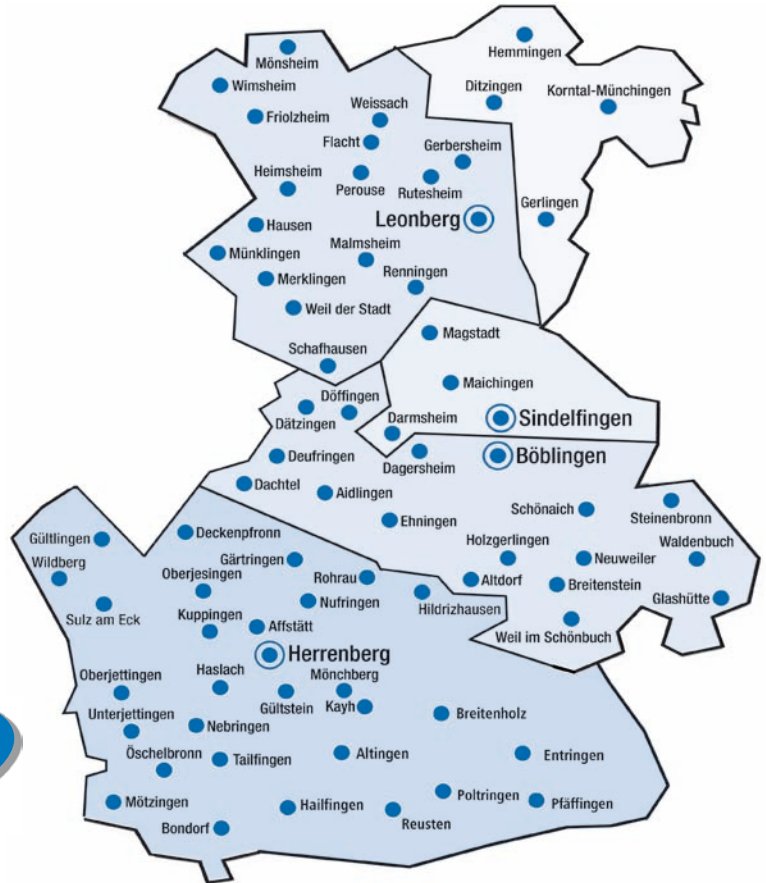 Hemmingen
Mönsheim
Wimsheim
Ditzingen
Korntal-Münchingen
Weissach
Friolzheim
Flacht
Gerbersheim
Heimsheim
Perouse
Rutesheim
Gerlingen
Leonberg
Hausen
Malmsheim
Münklingen
Renningen
Merklingen
Weil der Stadt
Magstadt
Schafhausen
Maichingen
Döffingen
Dätzingen
Darmsheim
Sindelfingen
Deufringen
Dagersheim
Böblingen
Dachtel
Aidlingen
Schönaich
Steinenbronn
Ehningen
Deckenpfronn
Gültlingen
Holzgerlingen
Waldenbuch
Gärtringen
Neuweiler
Wildberg
Oberjesingen
Rohrau
Altdorf
Breitenstein
Glashütte
Nufringen
Hildrizhausen
Sulz am Eck
Kuppingen
Affstätt
Weil im Schönbuch
Herrenberg
Haslach
Mönchberg
Oberjettingen
Gültstein
Kayh
Breitenholz
Unterjettingen
Nebringen
Öschelbronn
Tailfingen
Altingen
Entringen
Poltringen
Mötzingen
Hailfingen
Pfäffingen
Reusten
Bondorf